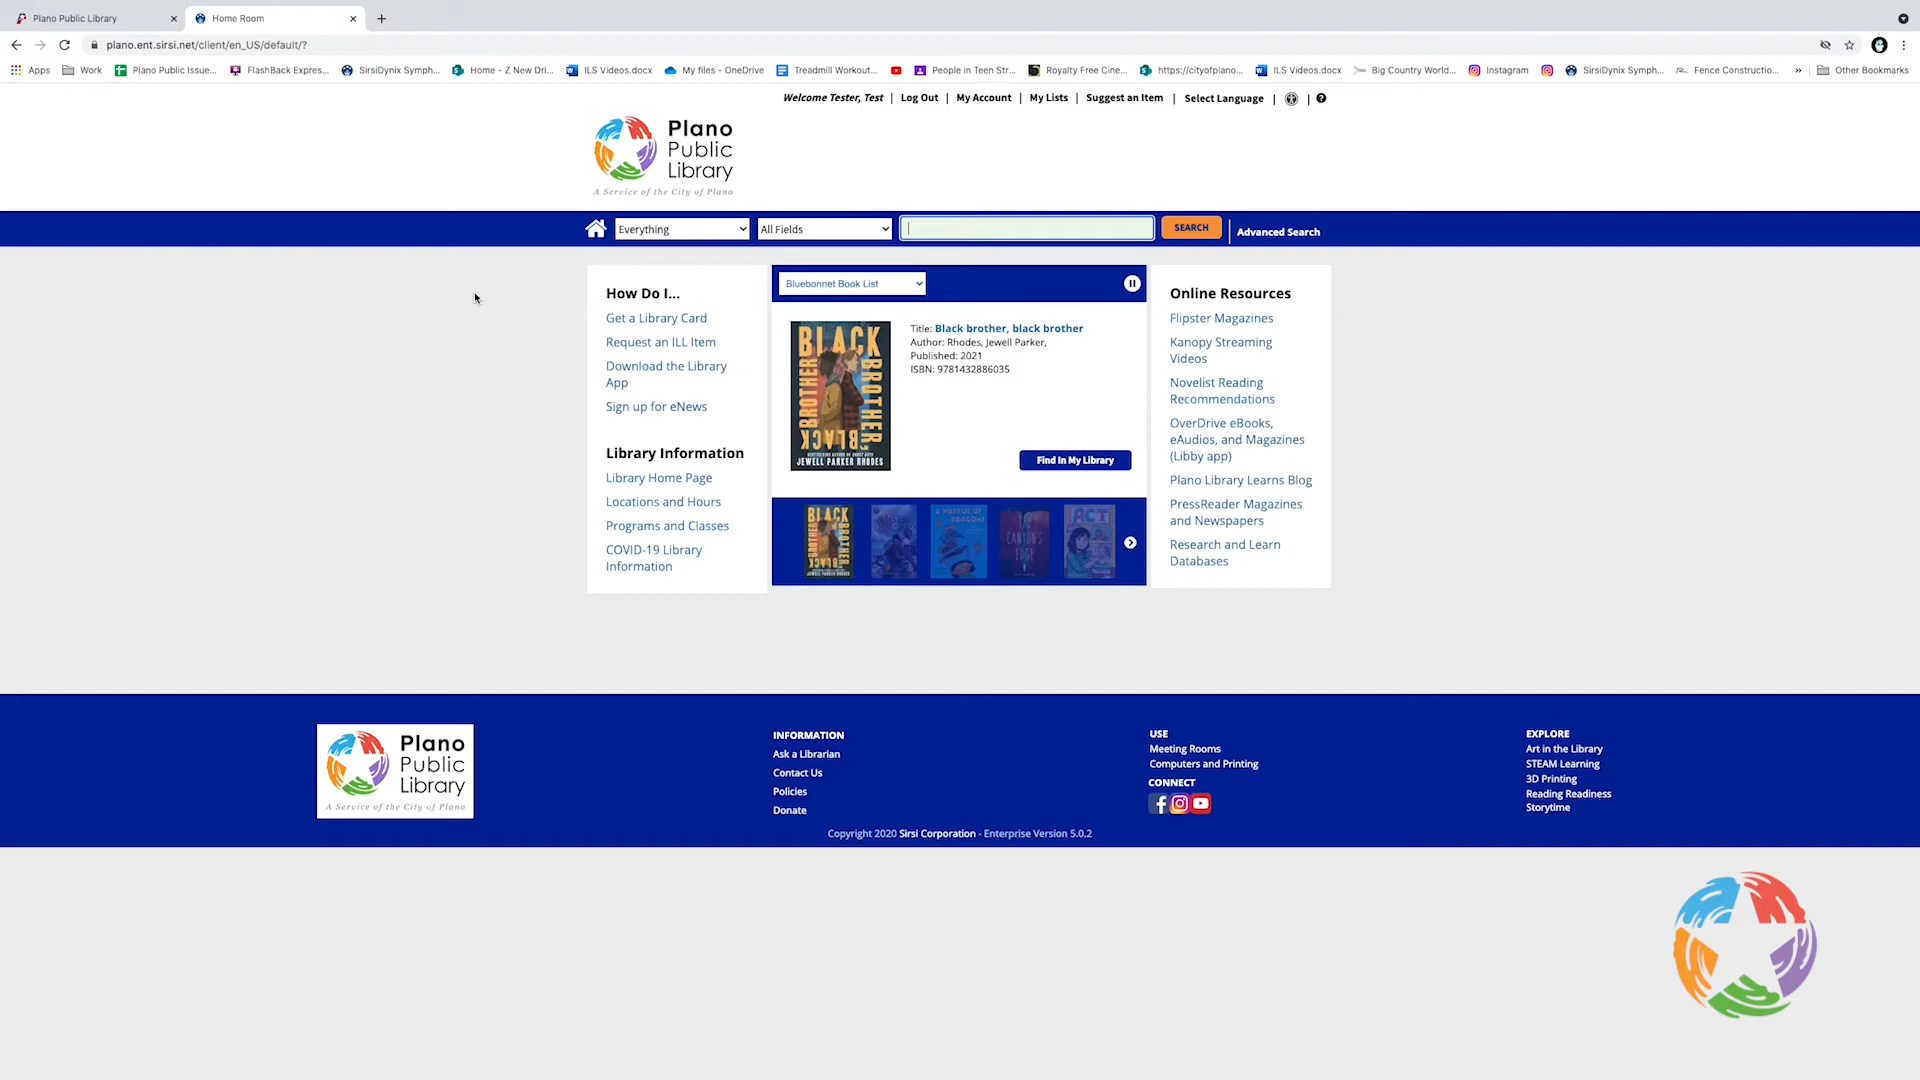 Plano Public Library
Home Room
plano.ent.sirsi.net/client/en_US/default/?
Apps
Work
Plano Public Issue...
FlashBack Expres...
SirsiDynix Symph...
Home - Z New Dri...
ILS Videos.docx
My files - OneDrive
Treadmill Workout...
People in Teen Str...
Royalty Free Cine...
https://cityofplano...
ILS Videos.docx
Big Country World...
Instagram
SirsiDynix Symph...
Fence Constructio...
»
Other Bookmarks
Welcome Tester, Test | Log Out | My Account | My Lists | Suggest an Item | Select Language | | ?
Plano
Public
Library
A Service of the City of Plano
Everything
All Fields
SEARCH
Advanced Search
How Do I...
Get a Library Card
Request an ILL Item
Download the Library
App
Sign up for eNews
Library Information
Library Home Page
Locations and Hours
Programs and Classes
COVID-19 Library
Information
Bluebonnet Book List
BLACK
BROTHER
BROTHER
BLACK
JEWELL PARKER RHODES
Title: Black brother, black brother
Author: Rhodes, Jewell Parker,
Published: 2021
ISBN: 9781432886035
Find In My Library
BLACK
BROTHER
BROTHER
BLACK
JEWELL PARKER RHODES
THE
CANYON'S
EDGE
ACT
Online Resources
Flipster Magazines
Kanopy Streaming
Videos
Novelist Reading
Recommendations
OverDrive eBooks,
eAudios, and Magazines
(Libby app)
Plano Library Learns Blog
PressReader Magazines
and Newspapers
Research and Learn
Databases
Plano
Public
Library
A Service of the City of Plano
INFORMATION
Ask a Librarian
Contact Us
Policies
Donate
USE
Meeting Rooms
Computers and Printing
CONNECT
EXPLORE
Art in the Library
STEAM Learning
3D Printing
Reading Readiness
Storytime
Copyright 2020 Sirsi Corporation - Enterprise Version 5.0.2